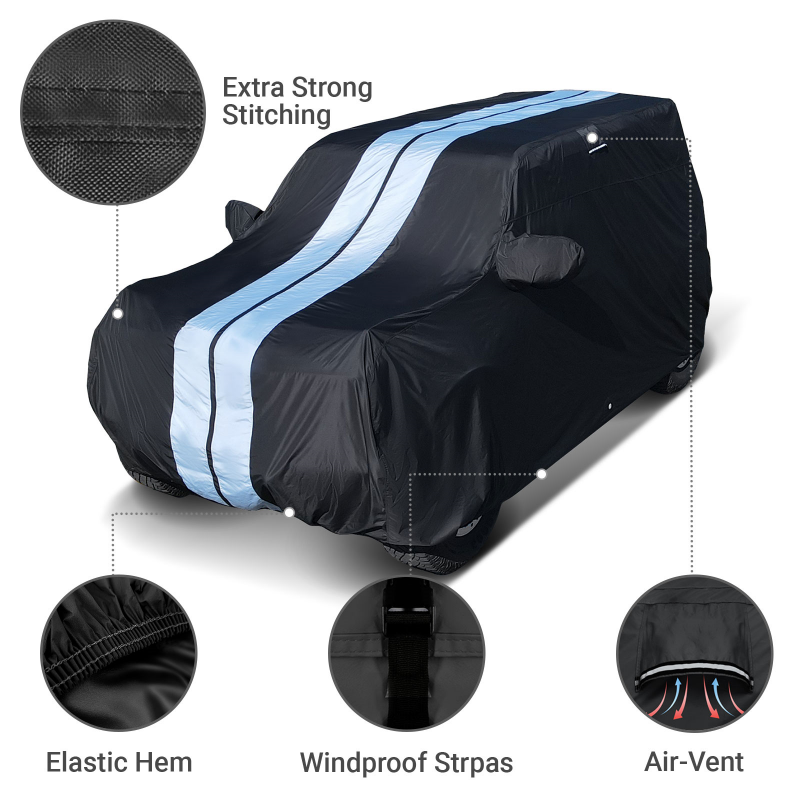 Extra Strong
Stitching
Elastic Hem
Windproof Strpas
Air-Vent